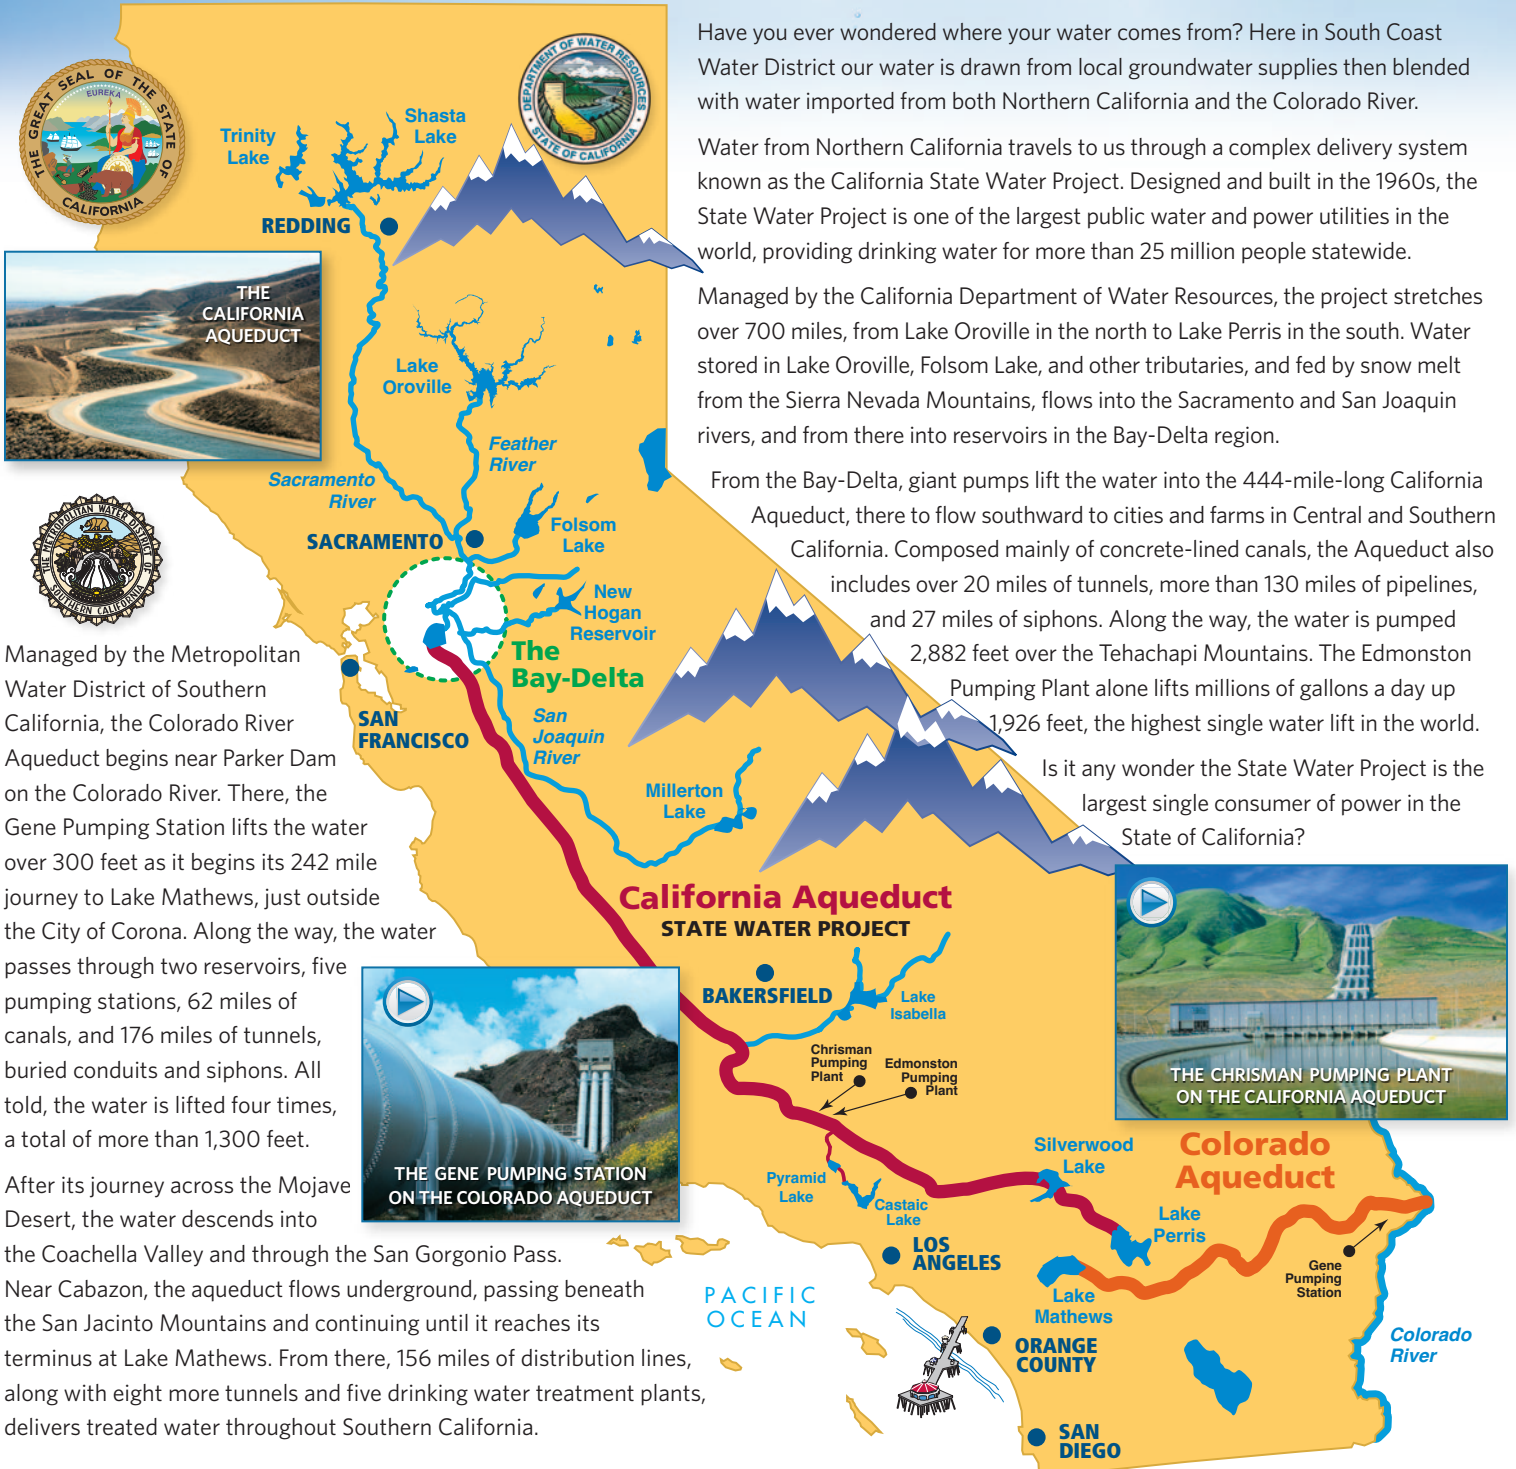 Have you ever wondered where your water comes from? Here in South Coast
Water District our water is drawn from local groundwater supplies then blended
with water imported from both Northern California and the Colorado River.
Water from Northern California travels to us through a complex delivery system
known as the California State Water Project. Designed and built in the 1960s, the
State Water Project is one of the largest public water and power utilities in the
world, providing drinking water for more than 25 million people statewide.
Managed by the California Department of Water Resources, the project stretches
over 700 miles, from Lake Oroville in the north to Lake Perris in the south. Water
stored in Lake Oroville, Folsom Lake, and other tributaries, and fed by snow melt
from the Sierra Nevada Mountains, flows into the Sacramento and San Joaquin
rivers, and from there into reservoirs in the Bay-Delta region.
From the Bay-Delta, giant pumps lift the water into the 444-mile-long California
Aqueduct, there to flow southward to cities and farms in Central and Southern
California. Composed mainly of concrete-lined canals, the Aqueduct also
includes over 20 miles of tunnels, more than 130 miles of pipelines,
and 27 miles of siphons. Along the way, the water is pumped
2,882 feet over the Tehachapi Mountains. The Edmonston
Pumping Plant alone lifts millions of gallons a day up
1,926 feet, the highest single water lift in the world.
Is it any wonder the State Water Project is the
largest single consumer of power in the
State of California?
THE GREAT SEAL OF THE STATE OF CALIFORNIA
EUREKA
DEPARTMENT OF WATER RESOURCES
STATE OF CALIFORNIA
Trinity
Lake
Shasta
Lake
REDDING
THE
CALIFORNIA
AQUEDUCT
Lake
Oroville
Feather
River
Sacramento
River
SACRAMENTO
Folsom
Lake
THE METROPOLITAN WATER DISTRICT OF
SOUTHERN CALIFORNIA
New
Hogan
Reservoir
The
Bay-Delta
SAN
FRANCISCO
San
Joaquin
River
Millerton
Lake
Managed by the Metropolitan
Water District of Southern
California, the Colorado River
Aqueduct begins near Parker Dam
on the Colorado River. There, the
Gene Pumping Station lifts the water
over 300 feet as it begins its 242 mile
journey to Lake Mathews, just outside
the City of Corona. Along the way, the water
passes through two reservoirs, five
pumping stations, 62 miles of
canals, and 176 miles of tunnels,
buried conduits and siphons. All
told, the water is lifted four times,
a total of more than 1,300 feet.
After its journey across the Mojave
Desert, the water descends into
the Coachella Valley and through the San Gorgonio Pass.
Near Cabazon, the aqueduct flows underground, passing beneath
the San Jacinto Mountains and continuing until it reaches its
terminus at Lake Mathews. From there, 156 miles of distribution lines,
along with eight more tunnels and five drinking water treatment plants,
delivers treated water throughout Southern California.
California Aqueduct
STATE WATER PROJECT
BAKERSFIELD
Lake
Isabella
Chrisman
Pumping
Plant
Edmonston
Pumping
Plant
THE GENE PUMPING STATION
ON THE COLORADO AQUEDUCT
THE CHRISMAN PUMPING PLANT
ON THE CALIFORNIA AQUEDUCT
Pyramid
Lake
Castaic
Lake
Silverwood
Lake
Colorado
Aqueduct
Lake
Perris
LOS
ANGELES
Gene
Pumping
Station
Lake
Mathews
PACIFIC
OCEAN
ORANGE
COUNTY
Colorado
River
SAN
DIEGO